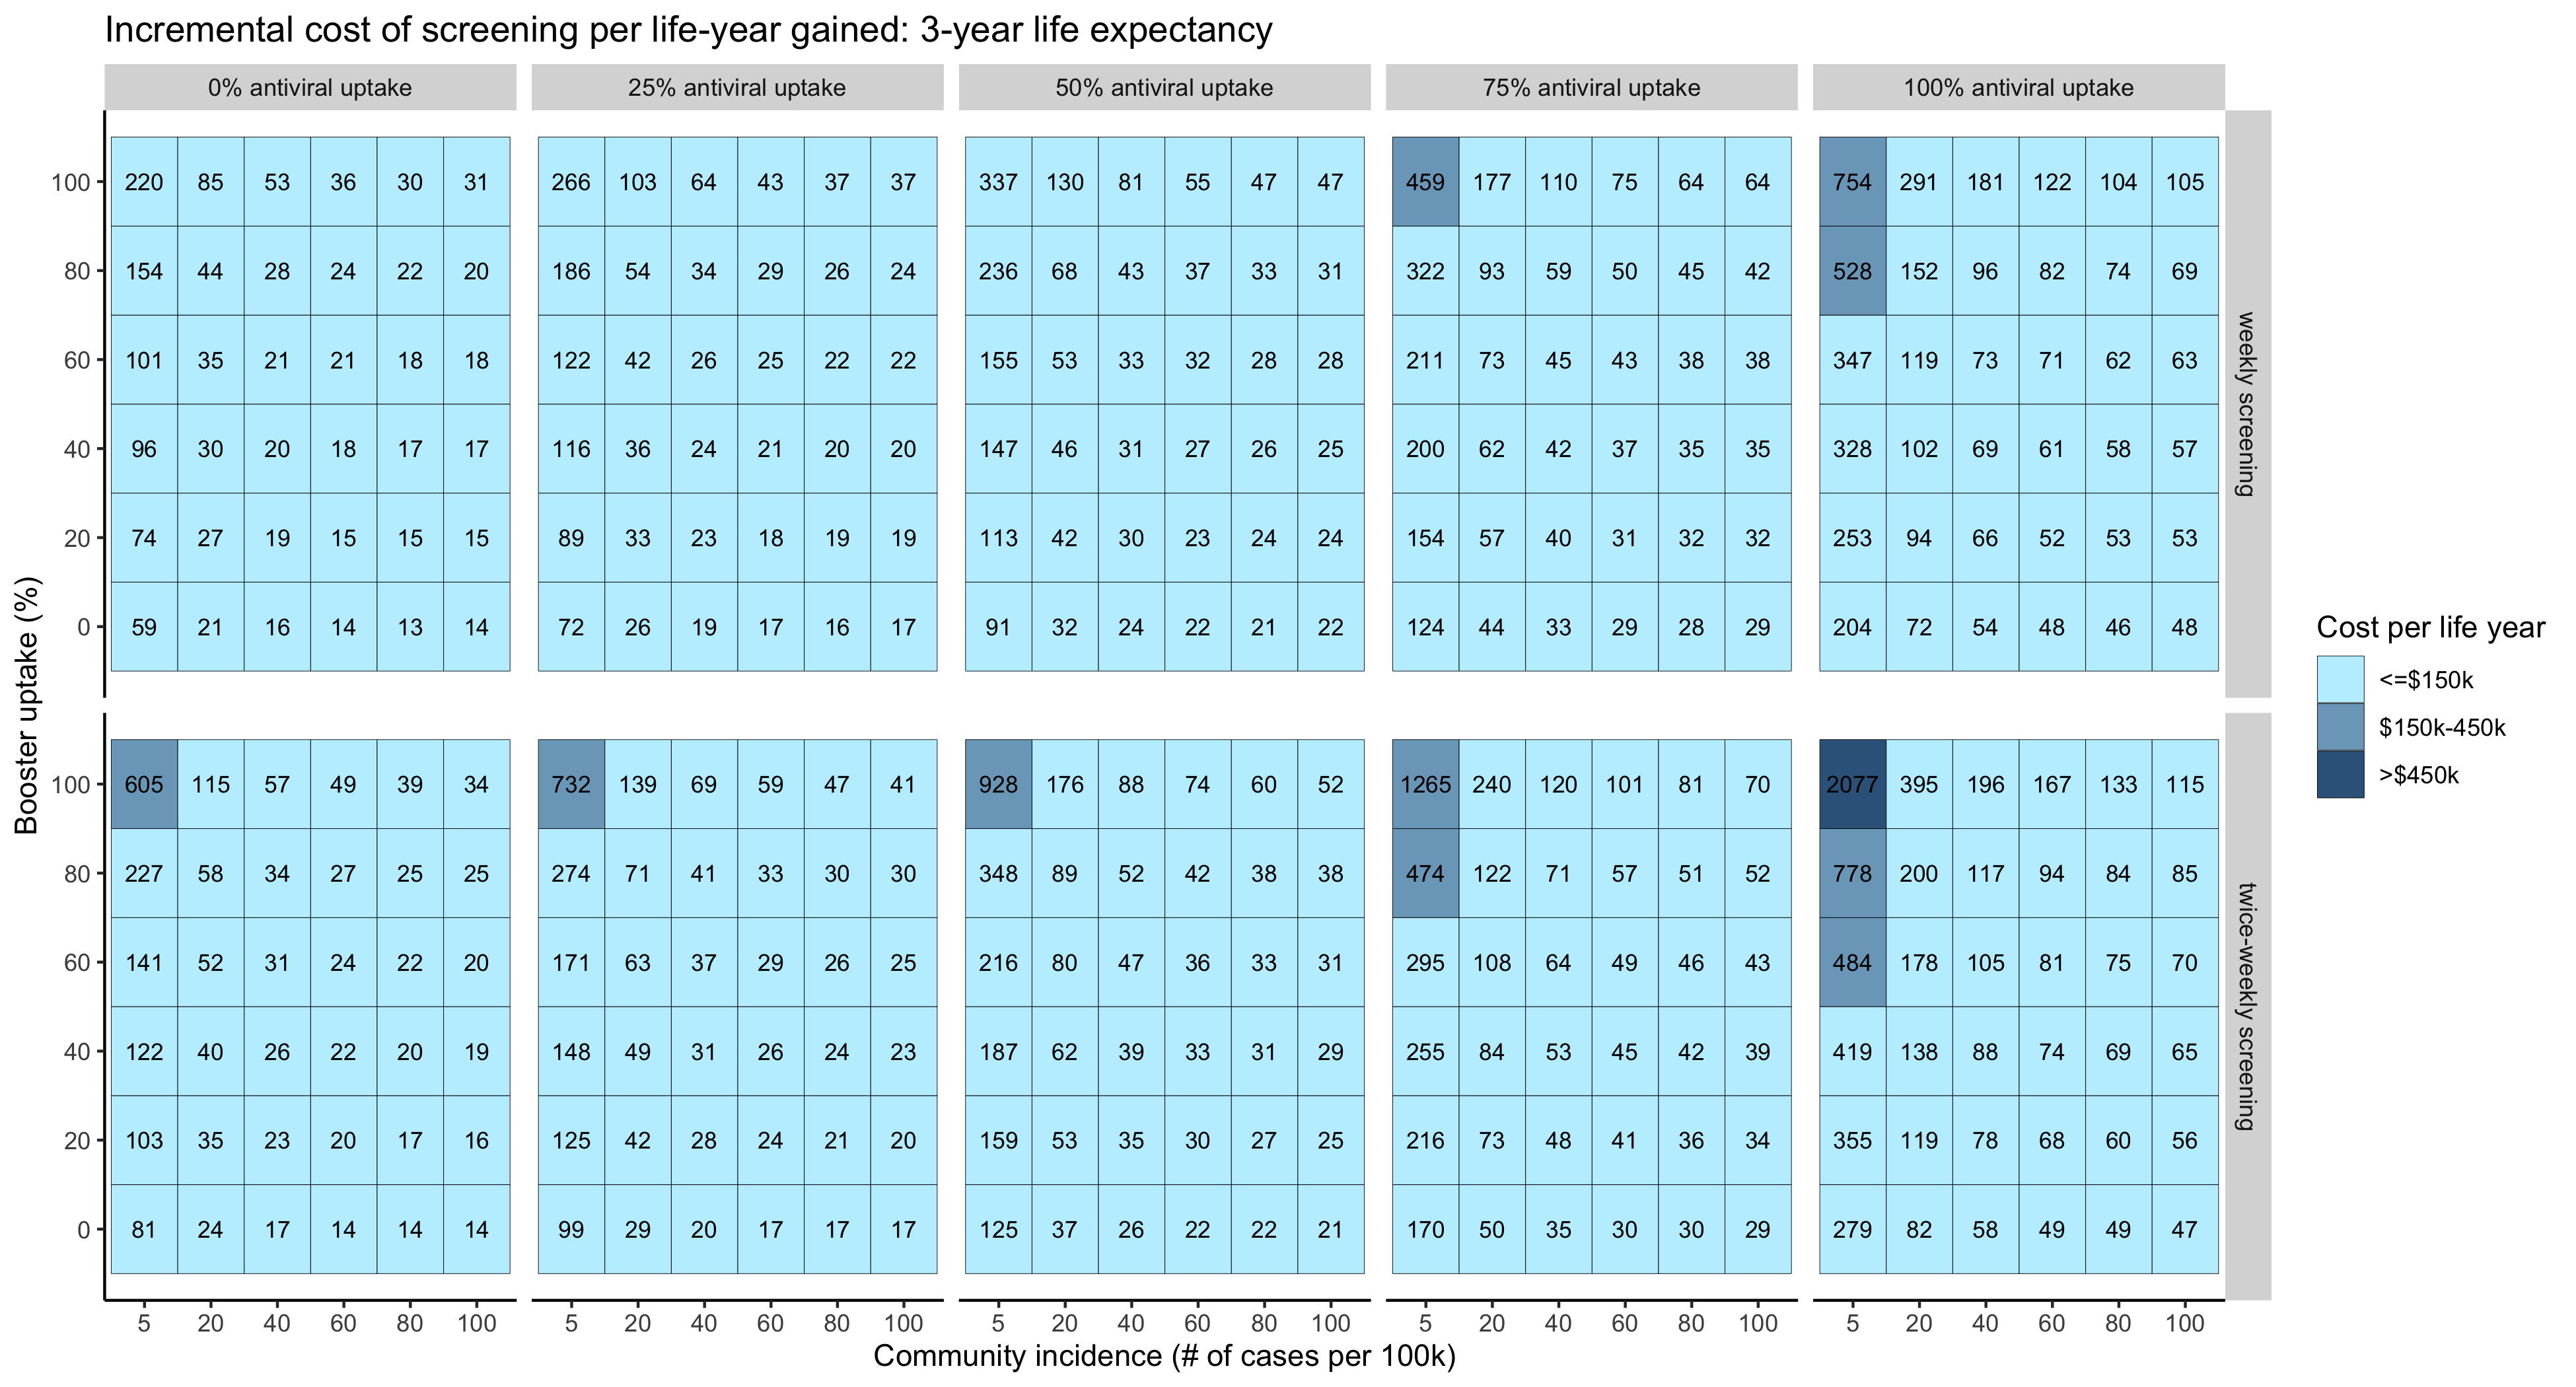 Incremental cost of screening per life-year gained: 3-year life expectancy
0% antiviral uptake 25% antiviral uptake 50% antiviral uptake 75% antiviral uptake 100% antiviral uptake
100 220 85 53 36 30 31 266 103 64 43 37 37 337 130 81 55 47 47 459 177 110 75 64 64 754 291 181 122 104 105
80 154 44 28 24 22 20 186 54 34 29 26 24 236 68 43 37 33 31 322 93 59 50 45 42 528 152 96 82 74 69
60 101 35 21 21 18 18 122 42 26 25 22 22 155 53 33 32 28 28 211 73 45 43 38 38 347 119 73 71 62 63
40 96 30 20 18 17 17 116 36 24 21 20 20 147 46 31 27 26 25 200 62 42 37 35 35 328 102 69 61 58 57
20 74 27 19 15 15 15 89 33 23 18 19 19 113 42 30 23 24 24 154 57 40 31 32 32 253 94 66 52 53 53
0 59 21 16 14 13 14 72 26 19 17 16 17 91 32 24 22 21 22 124 44 33 29 28 29 204 72 54 48 46 48
weekly screening
Booster uptake (%)
100 605 115 57 49 39 34 732 139 69 59 47 41 928 176 88 74 60 52 1265 240 120 101 81 70 2077 395 196 167 133 115
80 227 58 34 27 25 25 274 71 41 33 30 30 348 89 52 42 38 38 474 122 71 57 51 52 778 200 117 94 84 85
60 141 52 31 24 22 20 171 63 37 29 26 25 216 80 47 36 33 31 295 108 64 49 46 43 484 178 105 81 75 70
40 122 40 26 22 20 19 148 49 31 26 24 23 187 62 39 33 31 29 255 84 53 45 42 39 419 138 88 74 69 65
20 103 35 23 20 17 16 125 42 28 24 21 20 159 53 35 30 27 25 216 73 48 41 36 34 355 119 78 68 60 56
0 81 24 17 14 14 14 99 29 20 17 17 17 125 37 26 22 22 21 170 50 35 30 30 29 279 82 58 49 49 47
twice-weekly screening
5 20 40 60 80 100 5 20 40 60 80 100 5 20 40 60 80 100 5 20 40 60 80 100 5 20 40 60 80 100
Community incidence (# of cases per 100k)
Cost per life year
<=$150k
$150k-450k
>$450k